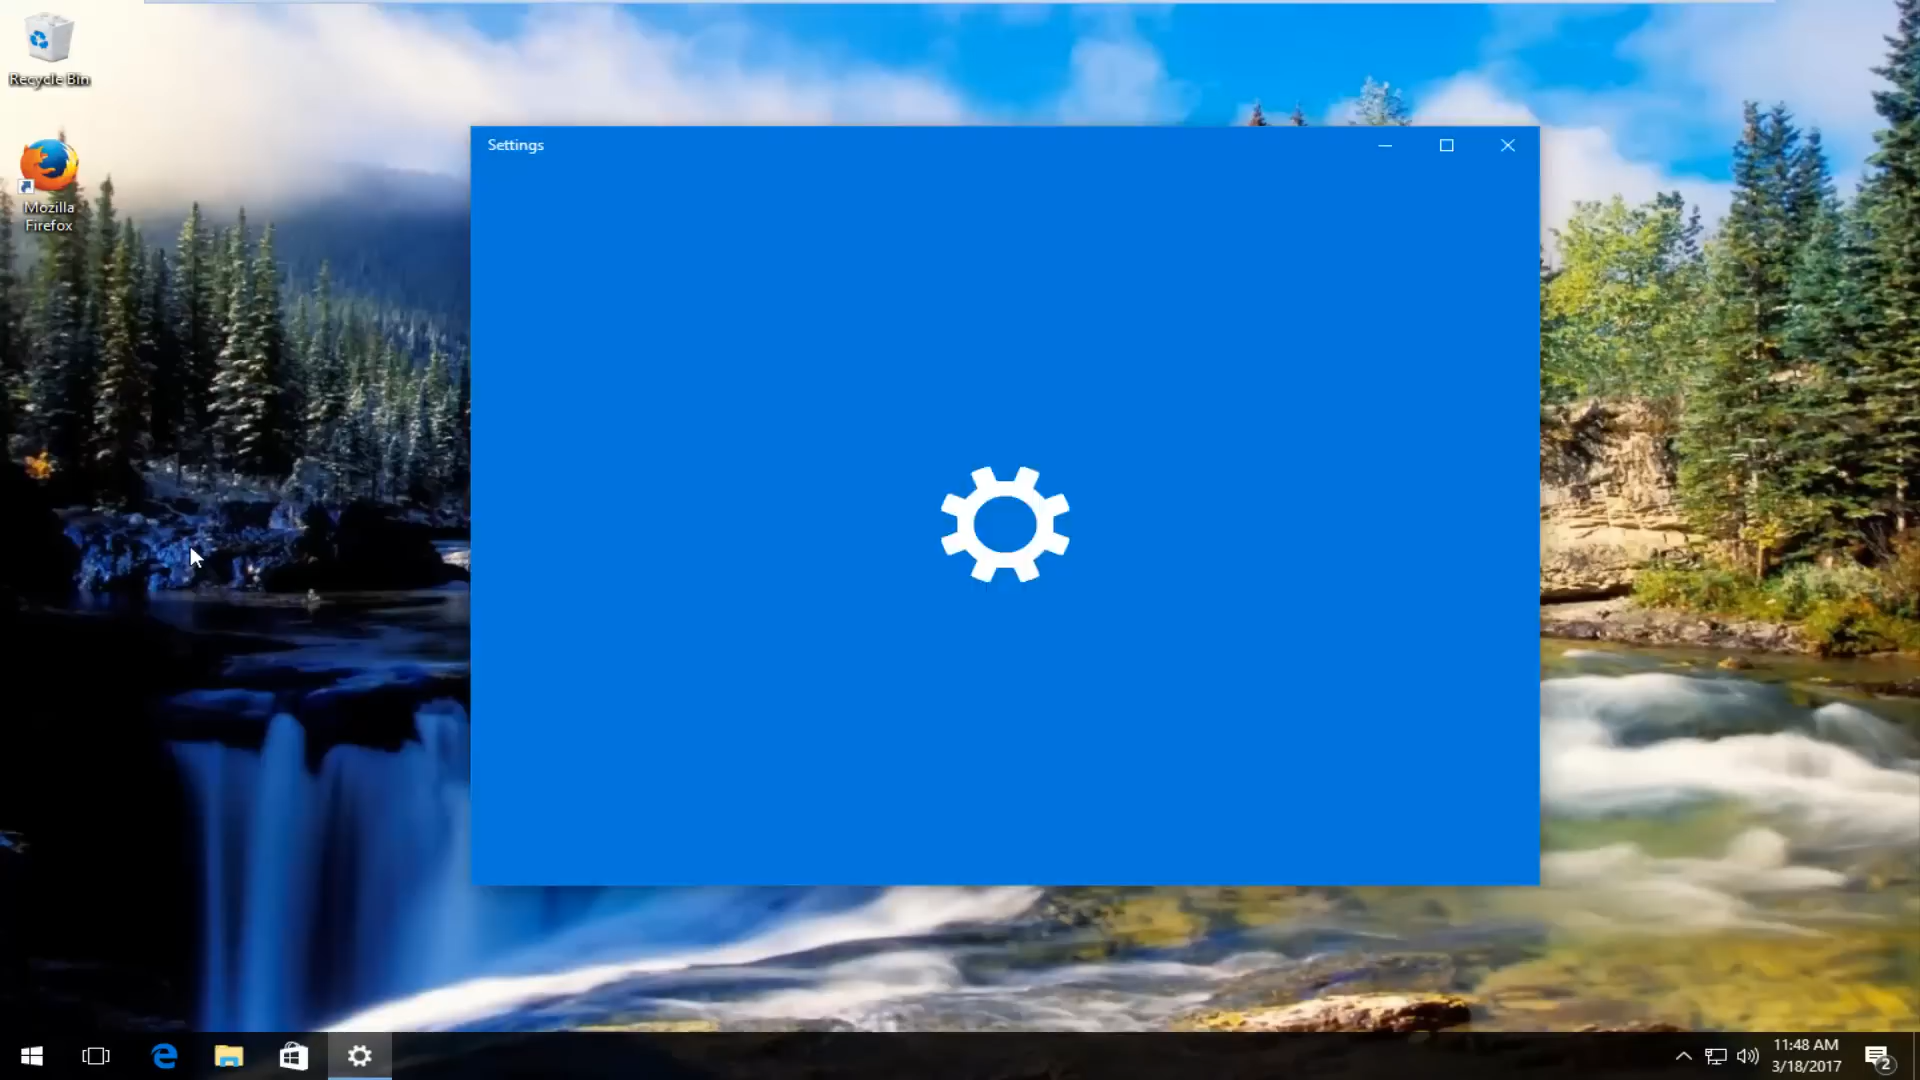 Recycle Bin
Mozilla
Firefox
Settings
11:48 AM
3/18/2017
2